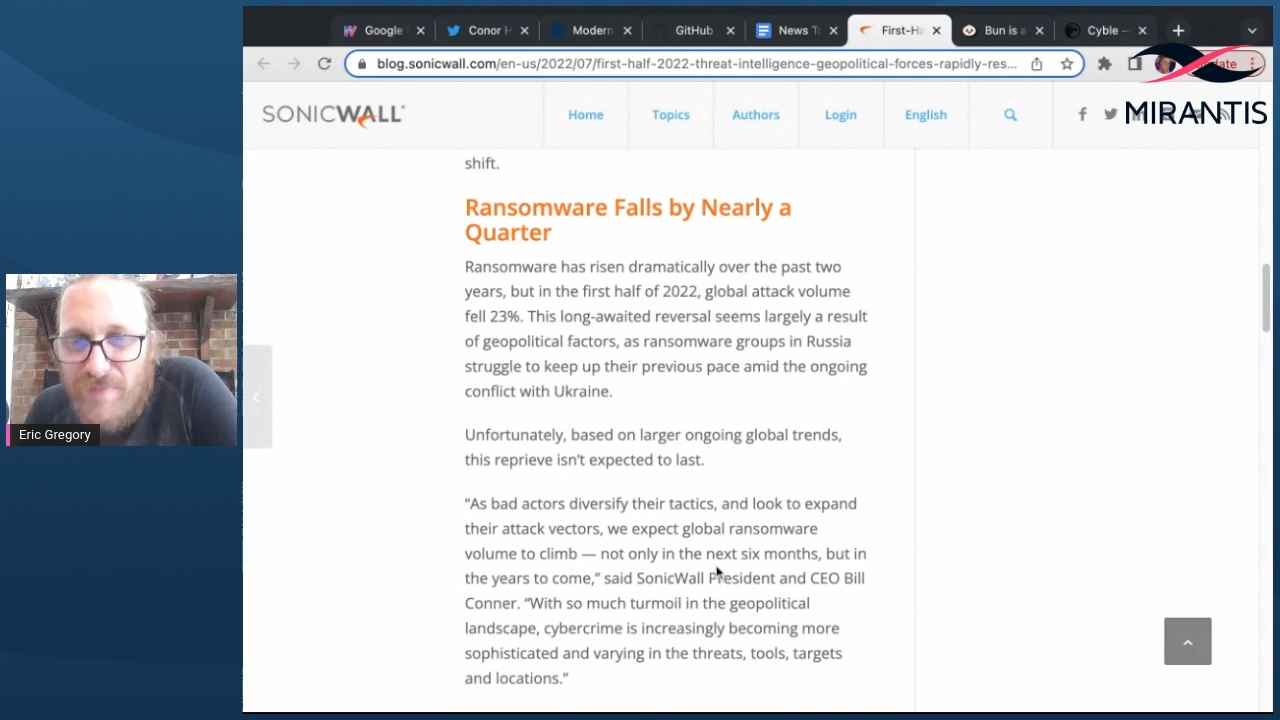 Google
Conor H
Modern
GitHub
News T
First-Ha
Bun is a
Cyble —
blog.sonicwall.com/en-us/2022/07/first-half-2022-threat-intelligence-geopolitical-forces-rapidly-res...
MIRANTIS
SONICWALL
Home
Topics
Authors
Login
English
shift.
Ransomware Falls by Nearly a
Quarter
Ransomware has risen dramatically over the past two
years, but in the first half of 2022, global attack volume
fell 23%. This long-awaited reversal seems largely a result
of geopolitical factors, as ransomware groups in Russia
struggle to keep up their previous pace amid the ongoing
conflict with Ukraine.
Unfortunately, based on larger ongoing global trends,
this reprieve isn’t expected to last.
“As bad actors diversify their tactics, and look to expand
their attack vectors, we expect global ransomware
volume to climb — not only in the next six months, but in
the years to come,” said SonicWall President and CEO Bill
Conner. “With so much turmoil in the geopolitical
landscape, cybercrime is increasingly becoming more
sophisticated and varying in the threats, tools, targets
and locations.”
Eric Gregory